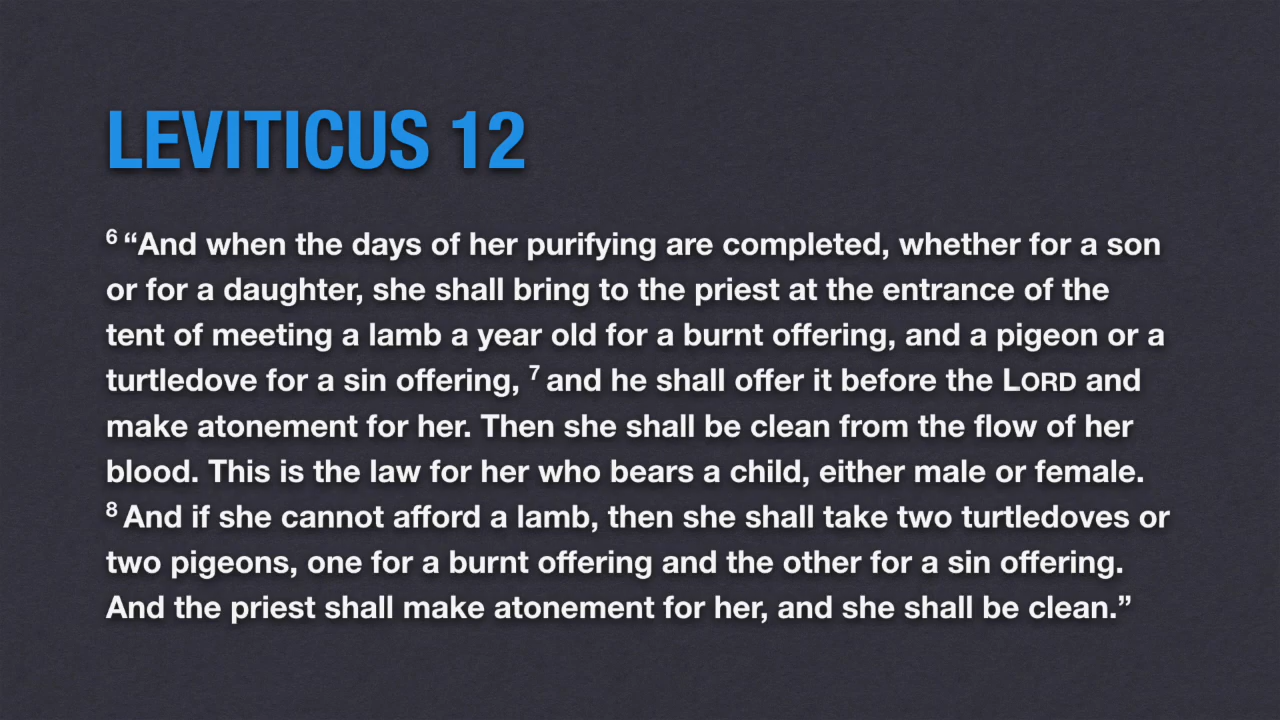 LEVITICUS 12
6 “And when the days of her purifying are completed, whether for a son
or for a daughter, she shall bring to the priest at the entrance of the
tent of meeting a lamb a year old for a burnt offering, and a pigeon or a
turtledove for a sin offering, 7 and he shall offer it before the LORD and
make atonement for her. Then she shall be clean from the flow of her
blood. This is the law for her who bears a child, either male or female.
8 And if she cannot afford a lamb, then she shall take two turtledoves or
two pigeons, one for a burnt offering and the other for a sin offering.
And the priest shall make atonement for her, and she shall be clean.”